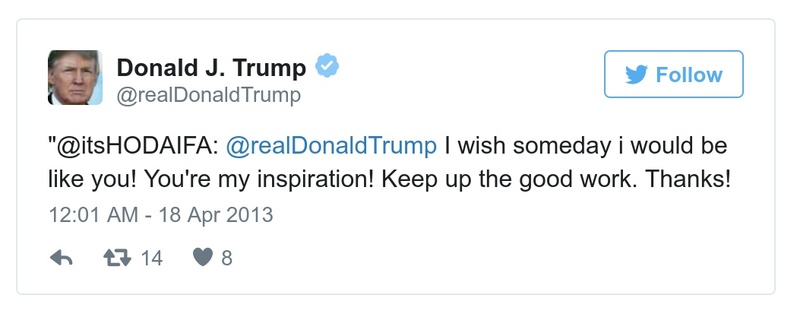 Donald J. Trump
@realDonaldTrump
Follow
"@itsHODAIFA: @realDonaldTrump I wish someday i would be
like you! You're my inspiration! Keep up the good work. Thanks!
12:01 AM - 18 Apr 2013
14 8